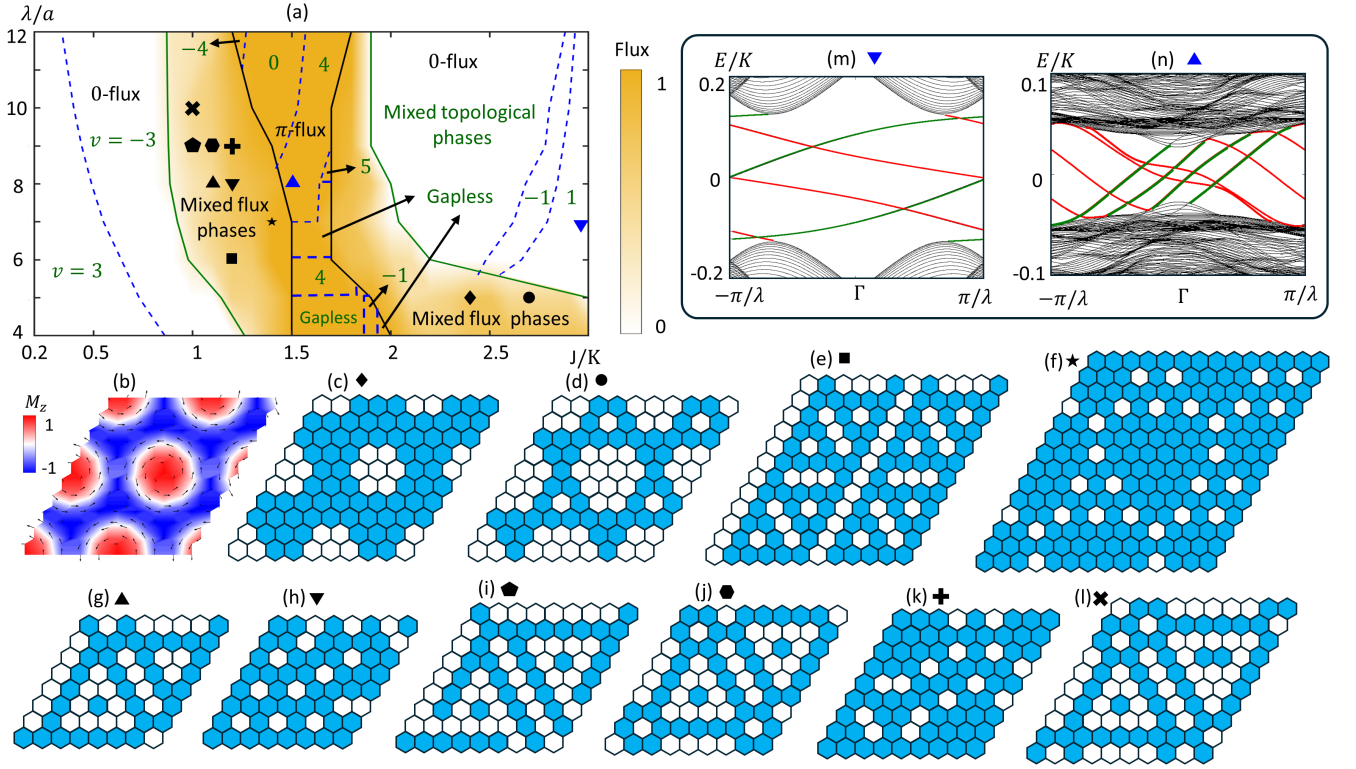 λ/a
(a)
12
10
8
6
4
0.2
0.5
1
1.5
2
2.5
J/K
−4
0
4
0-flux
0-flux
ν = −3
π-flux
Mixed topological
phases
5
Gapless
−1
1
Mixed flux
phases
ν = 3
4
−1
Gapless
Mixed flux phases
Flux
1
0
E/K
(m)
0.2
0
-0.2
−π/λ
Γ
π/λ
E/K
(n)
0.1
0
-0.1
−π/λ
Γ
π/λ
(b)
M_z
1
-1
(c)
(d)
(e)
(f)
(g)
(h)
(i)
(j)
(k)
(l)